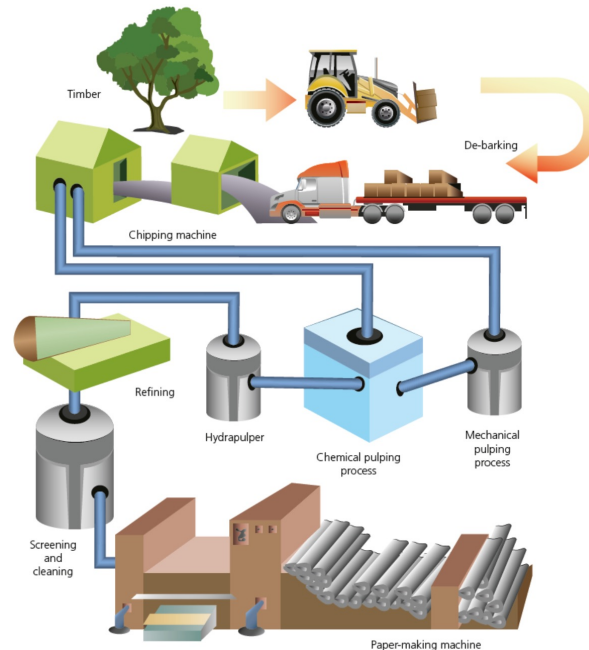 Timber
De-barking
Chipping machine
Refining
Hydrapulper
Chemical pulping
process
Mechanical
pulping
process
Screening
and
cleaning
Paper-making machine